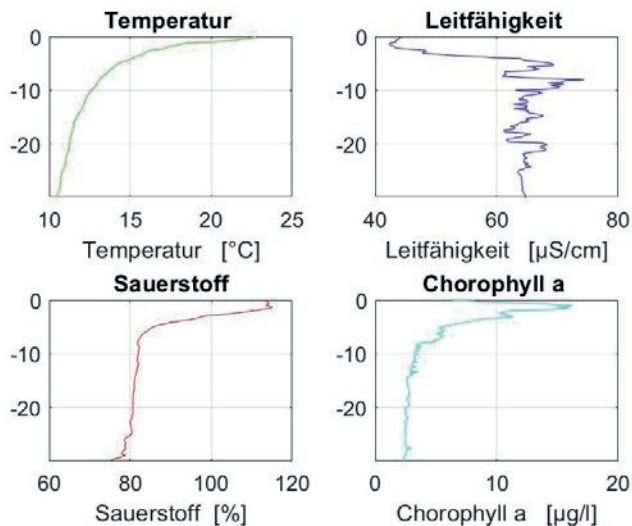 Temperatur
0
-10
-20
10 15 20 25
Temperatur [°C]
Leitfähigkeit
0
-10
-20
40 60 80
Leitfähigkeit [µS/cm]
Sauerstoff
0
-10
-20
60 80 100 120
Sauerstoff [%]
Chorophyll a
0
-10
-20
0 10 20
Chorophyll a [µg/l]